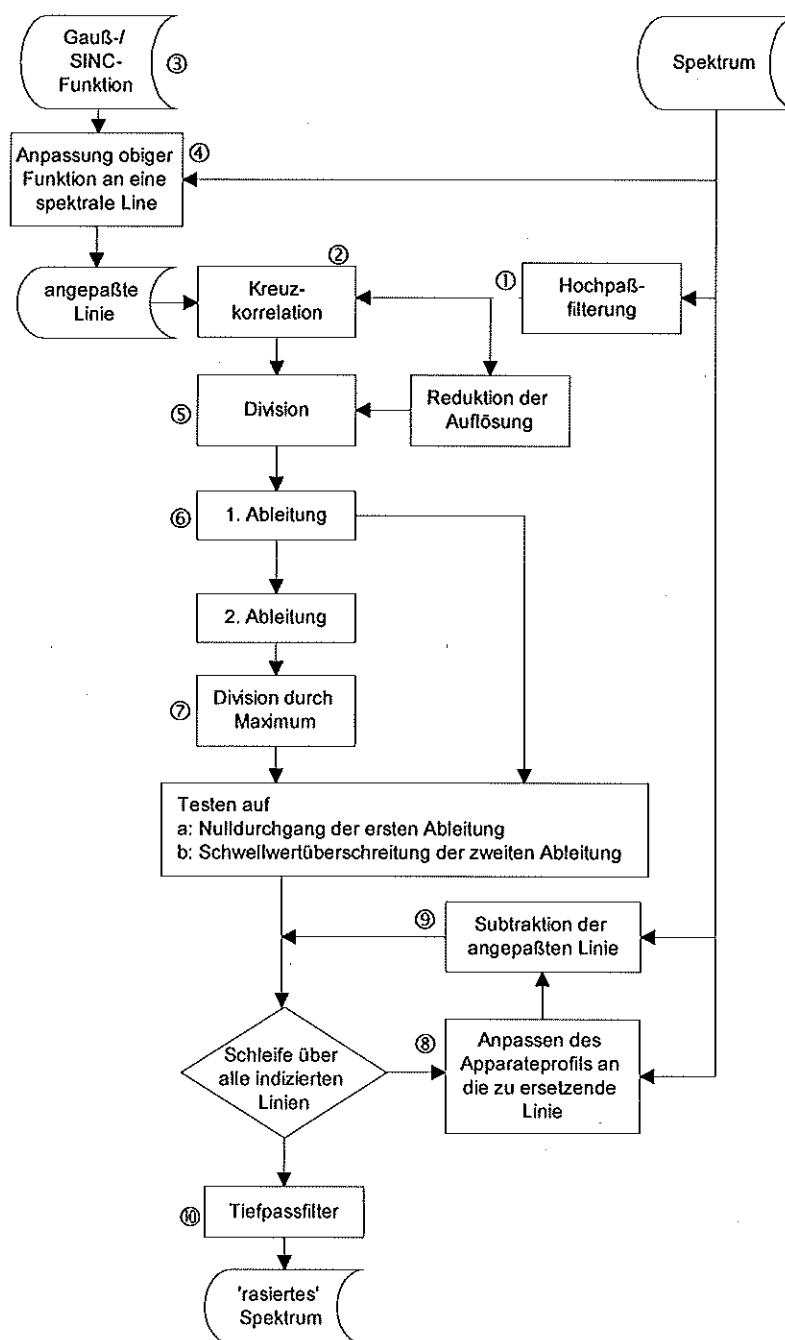 Gauß-/
SINC-
Funktion
③
Spektrum
④
Anpassung obiger
Funktion an eine
spektrale Line
angepaßte
Linie
②
Kreuz-
korrelation
①
Hochpaß-
filterung
⑤
Division
Reduktion der
Auflösung
⑥
1. Ableitung
2. Ableitung
⑦
Division durch
Maximum
Testen auf
a: Nulldurchgang der ersten Ableitung
b: Schwellwertüberschreitung der zweiten Ableitung
⑨
Subtraktion der
angepaßten Linie
Schleife über
alle indizierten
Linien
⑧
Anpassen des
Apparateprofils an
die zu ersetzende
Linie
⑩
Tiefpassfilter
'rasiertes'
Spektrum